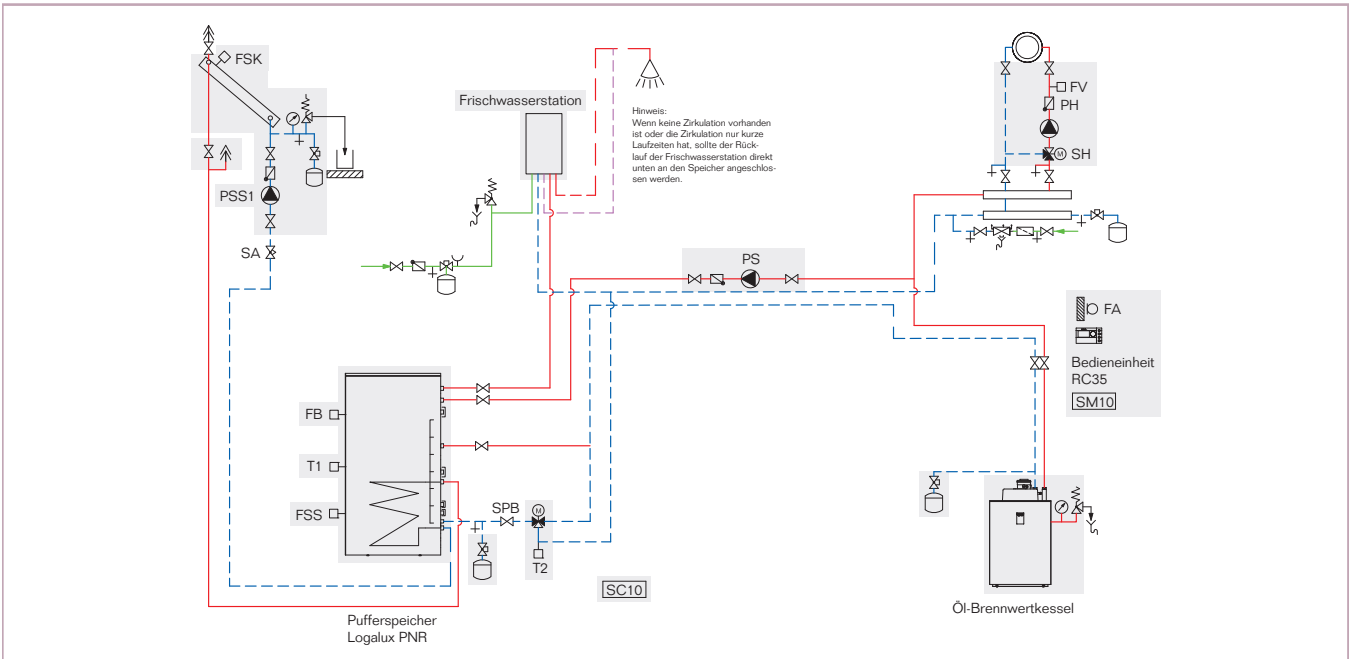 FSK
Frischwasserstation
Hinweis:
Wenn keine Zirkulation vorhanden
ist oder die Zirkulation nur kurze
Laufzeiten hat, sollte der Rück-
lauf der Frischwasserstation direkt
unten an den Speicher angeschlos-
sen werden.
FV
PH
M
SH
PSS1
SA
PS
FA
Bedieneinheit
RC35
SM10
FB
T1
FSS
SPB
M
T2
SC10
Pufferspeicher
Logalux PNR
Öl-Brennwertkessel